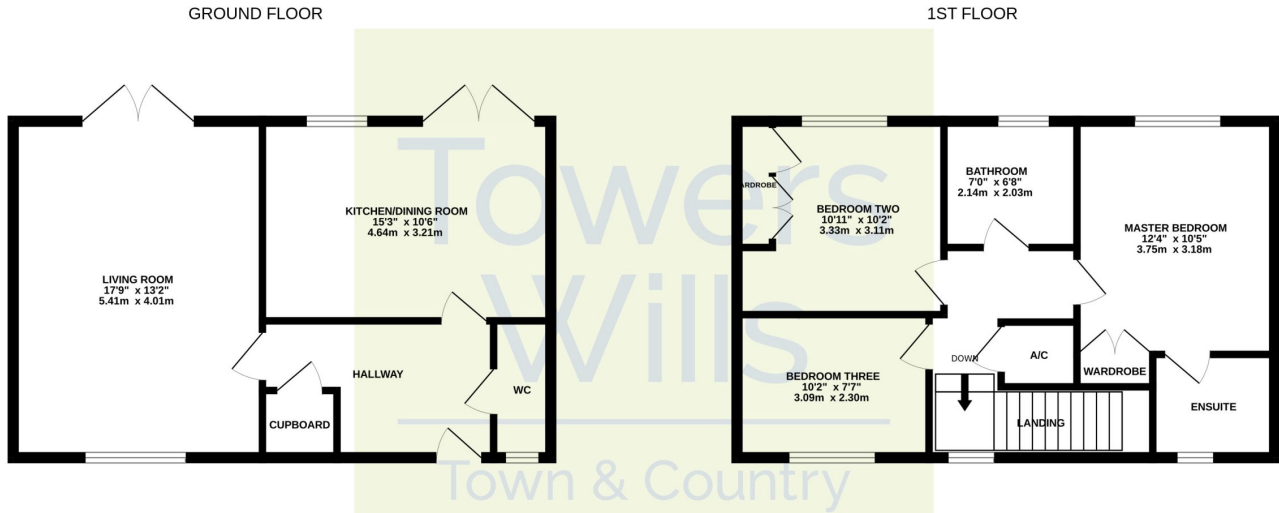 GROUND FLOOR
1ST FLOOR
LIVING ROOM
17'9" x 13'2"
5.41m x 4.01m
KITCHEN/DINING ROOM
15'3" x 10'6"
4.64m x 3.21m
HALLWAY
CUPBOARD
WC
ARDROBE
BEDROOM TWO
10'11" x 10'2"
3.33m x 3.11m
BATHROOM
7'0" x 6'8"
2.14m x 2.03m
MASTER BEDROOM
12'4" x 10'5"
3.75m x 3.18m
BEDROOM THREE
10'2" x 7'7"
3.09m x 2.30m
DOWN
A/C
WARDROBE
LANDING
ENSUITE
Towers
Wills
Town & Country